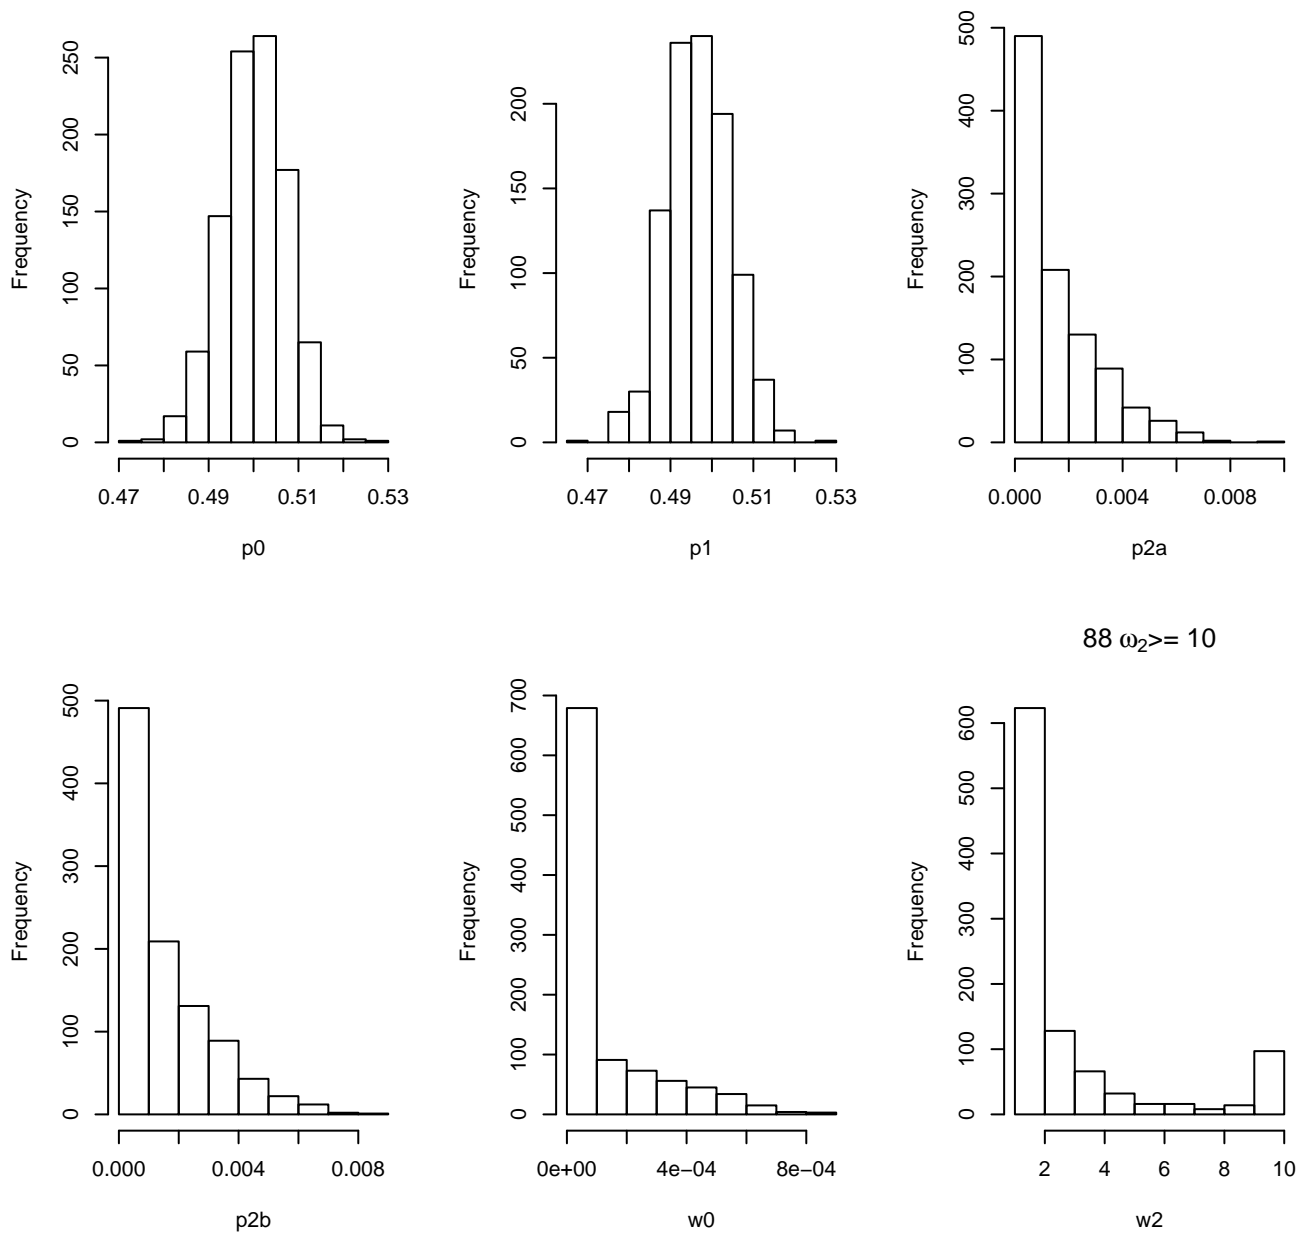 Frequency
0 50 100 150 200 250
0.47 0.49 0.51 0.53
p0
Frequency
0 50 100 150 200
0.47 0.49 0.51 0.53
p1
Frequency
0 100 200 300 400 500
0.000 0.004 0.008
p2a
Frequency
0 100 200 300 400 500
0.000 0.004 0.008
p2b
Frequency
0 100 200 300 400 500 600 700
0e+00 4e−04 8e−04
w0
88 ω₂>= 10
Frequency
0 100 200 300 400 500 600
2 4 6 8 10
w2